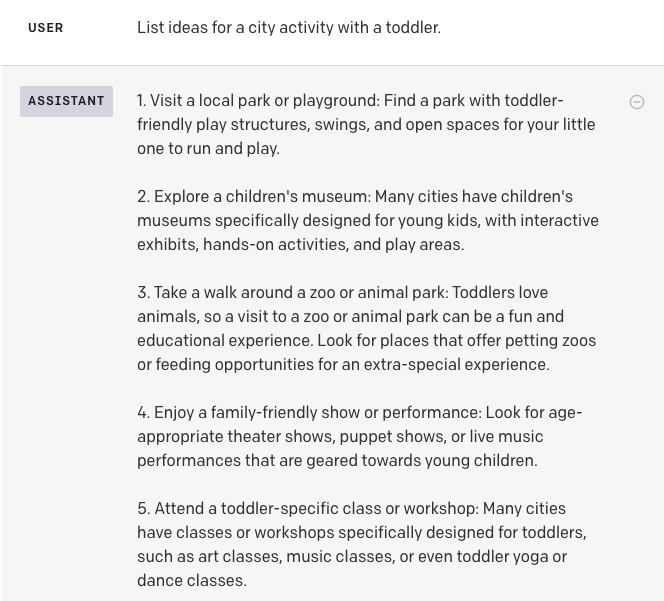 USER
List ideas for a city activity with a toddler.
ASSISTANT
1. Visit a local park or playground: Find a park with toddler-
friendly play structures, swings, and open spaces for your little
one to run and play.
2. Explore a children's museum: Many cities have children's
museums specifically designed for young kids, with interactive
exhibits, hands-on activities, and play areas.
3. Take a walk around a zoo or animal park: Toddlers love
animals, so a visit to a zoo or animal park can be a fun and
educational experience. Look for places that offer petting zoos
or feeding opportunities for an extra-special experience.
4. Enjoy a family-friendly show or performance: Look for age-
appropriate theater shows, puppet shows, or live music
performances that are geared towards young children.
5. Attend a toddler-specific class or workshop: Many cities
have classes or workshops specifically designed for toddlers,
such as art classes, music classes, or even toddler yoga or
dance classes.